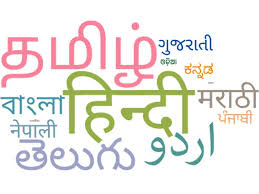 தமிழ்
ગુજરાતી
ଓଡ଼ିଆ
ಕನ್ನಡ
বাংলা
हिन्दी
मराठी
ਪੰਜਾਬੀ
नेपाली
తెలుగు
اردو